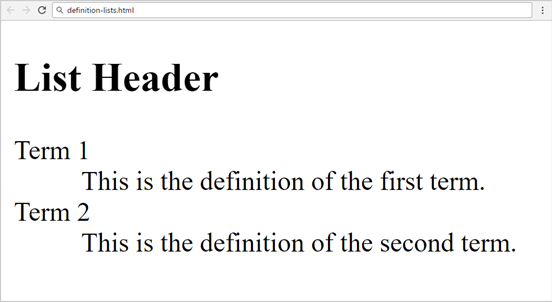 definition-lists.html
List Header
Term 1
This is the definition of the first term.
Term 2
This is the definition of the second term.